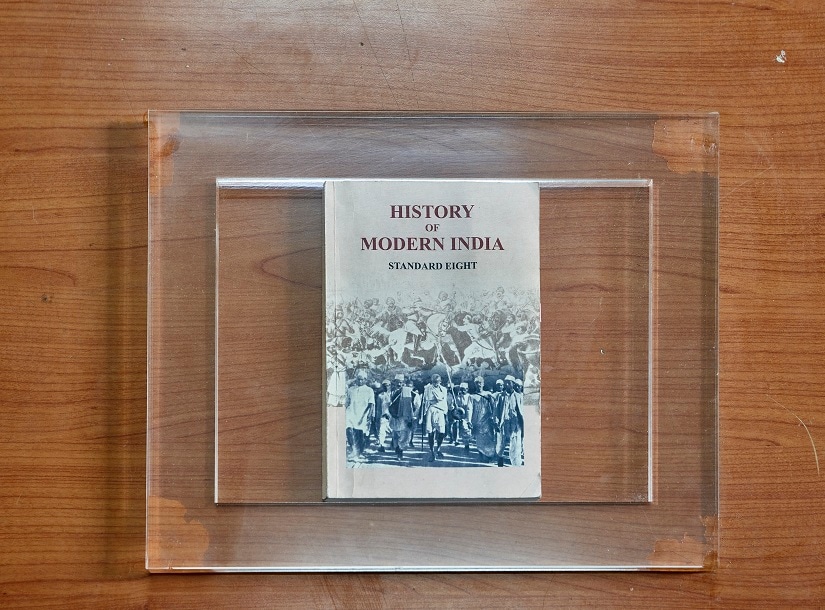 HISTORY
OF
MODERN INDIA
STANDARD EIGHT